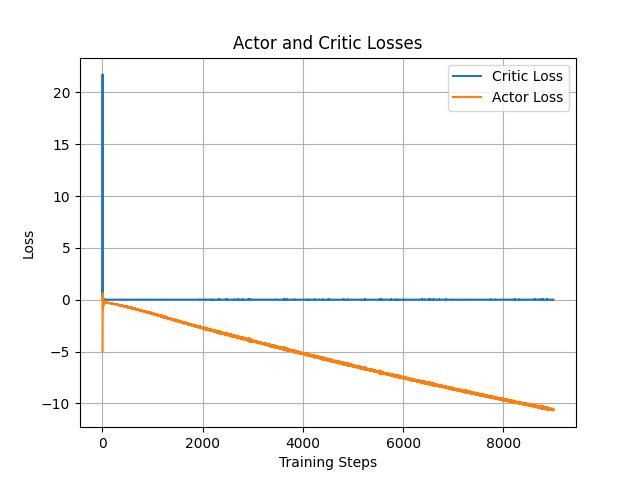 Actor and Critic Losses
Critic Loss
Actor Loss
Loss
20
15
10
5
0
−5
−10
0 2000 4000 6000 8000
Training Steps